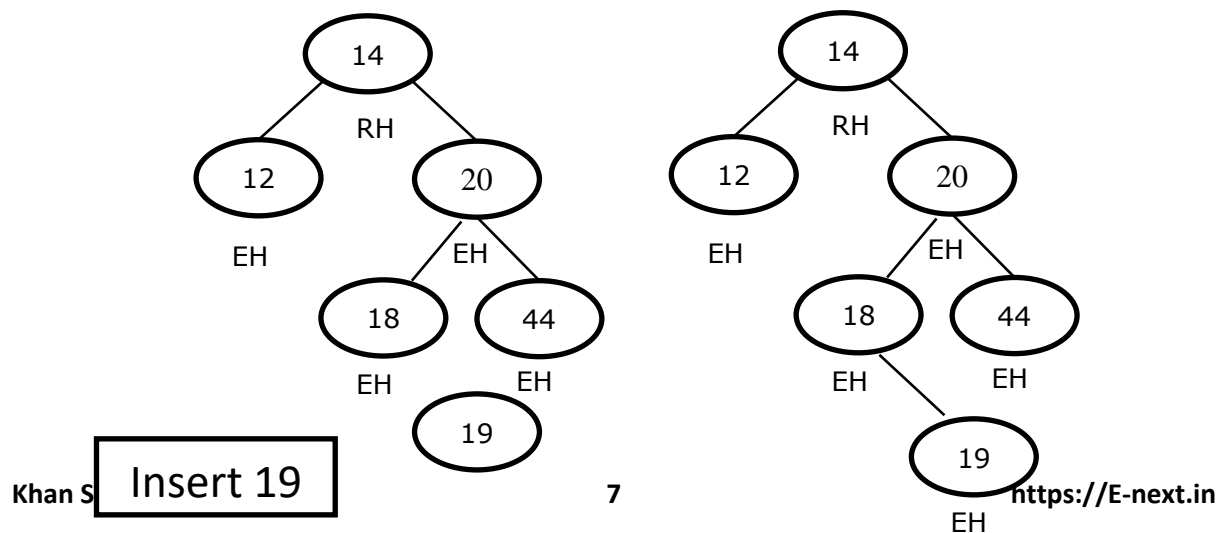 14 14
RH RH
12 20 12 20
EH EH EH EH
18 44 18 44
EH EH EH EH
19 19
Insert 19
Khan S 7 https://E-next.in
EH